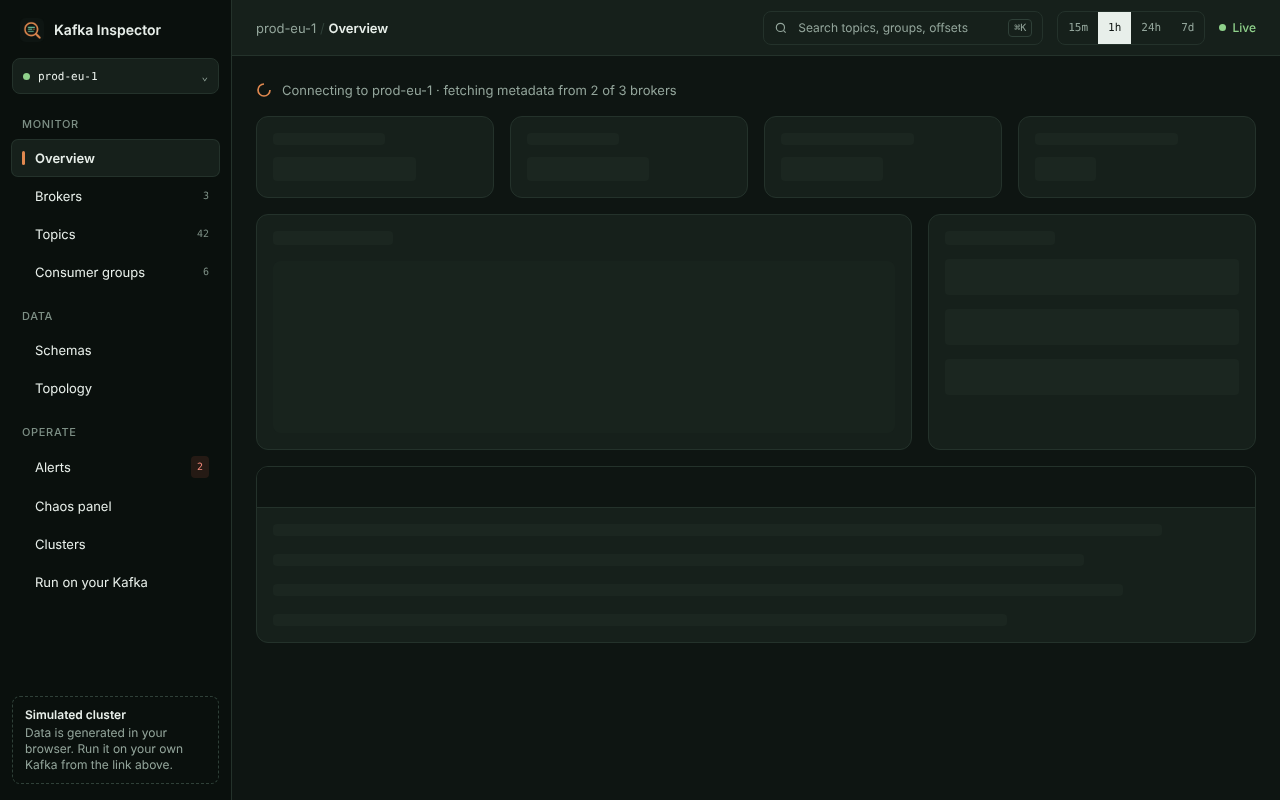 Kafka Inspector
prod-eu-1
MONITOR
Overview
Brokers 3
Topics 42
Consumer groups 6
DATA
Schemas
Topology
OPERATE
Alerts 2
Chaos panel
Clusters
Run on your Kafka
Simulated cluster
Data is generated in your
browser. Run it on your own
Kafka from the link above.
prod-eu-1 / Overview
Search topics, groups, offsets ⌘K
15m 1h 24h 7d
Live
Connecting to prod-eu-1 · fetching metadata from 2 of 3 brokers